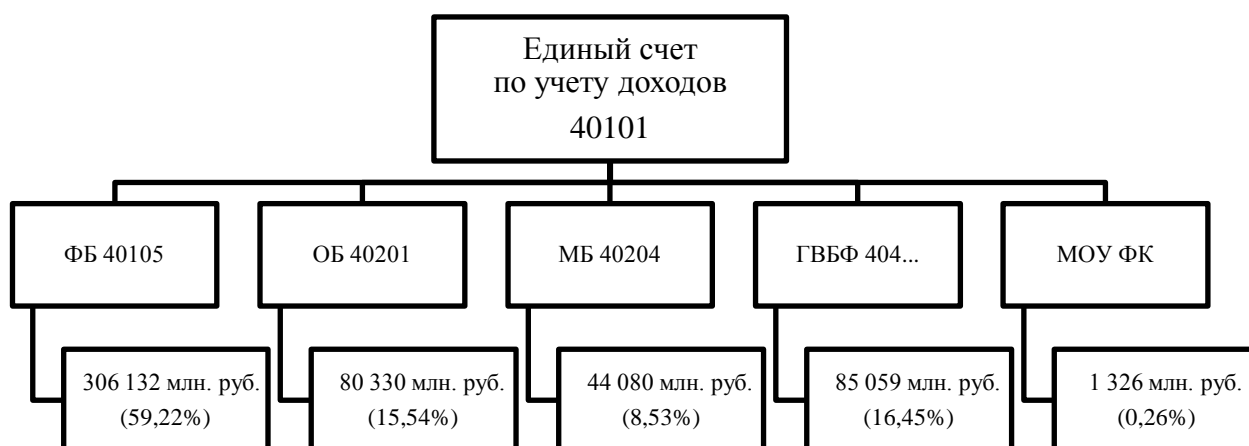 Единый счет
по учету доходов
40101
ФБ 40105
ОБ 40201
МБ 40204
ГВБФ 404...
МОУ ФК
306 132 млн. руб.
(59,22%)
80 330 млн. руб.
(15,54%)
44 080 млн. руб.
(8,53%)
85 059 млн. руб.
(16,45%)
1 326 млн. руб.
(0,26%)